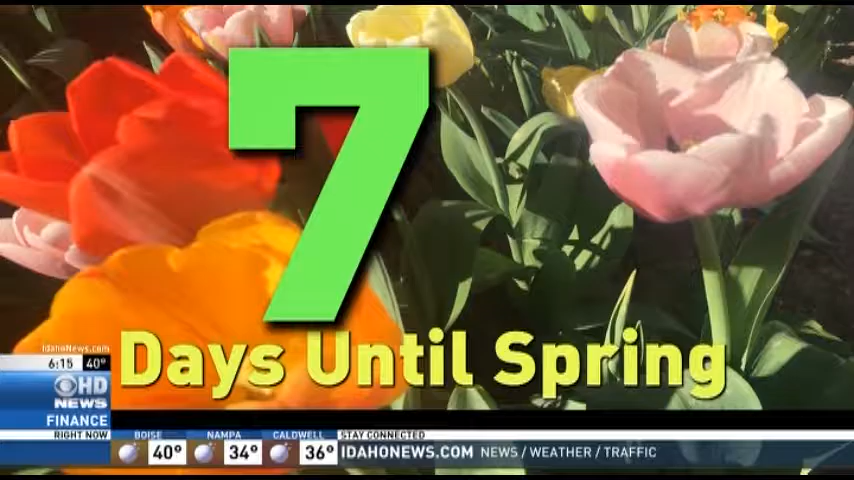 7
Days Until Spring
IdahoNews.com
6:15 40°
HD
NEWS
FINANCE
RIGHT NOW BOISE NAMPA CALDWELL STAY CONNECTED
40° 34° 36° IDAHONEWS.COM NEWS / WEATHER / TRAFFIC